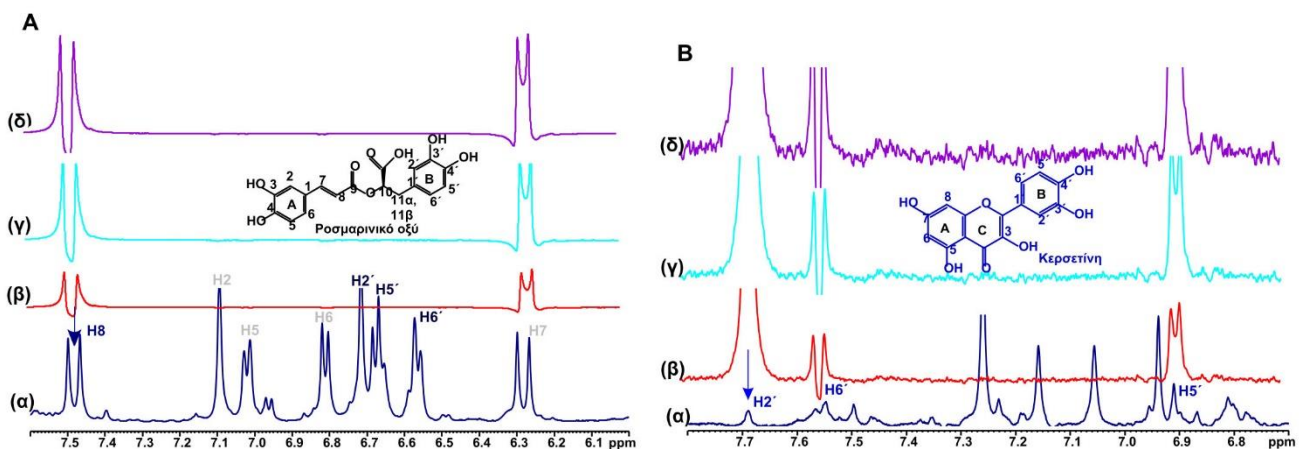 A
(δ)
(γ)
(β)
(α)
O OH
OH
OH
2´
3´
4´
1´
B
5´
6´
O
9
O
10
11α,
11β
7
8
2
3
1
HO
A
4
HO
5
6
Ροσμαρινικό οξύ
H8
H2
H5
H6
H2´
H5´
H6´
H7
7.5 7.4 7.3 7.2 7.1 7.0 6.9 6.8 6.7 6.6 6.5 6.4 6.3 6.2 6.1 ppm
B
(δ)
(γ)
(β)
(α)
5´
OH
6´
B
4´
8
O
1´
3´
OH
HO
7
2´
A
C
3
6
5
OH
OH
O
Κερσετίνη
H2´
H6´
H5´
7.7 7.6 7.5 7.4 7.3 7.2 7.1 7.0 6.9 6.8 ppm